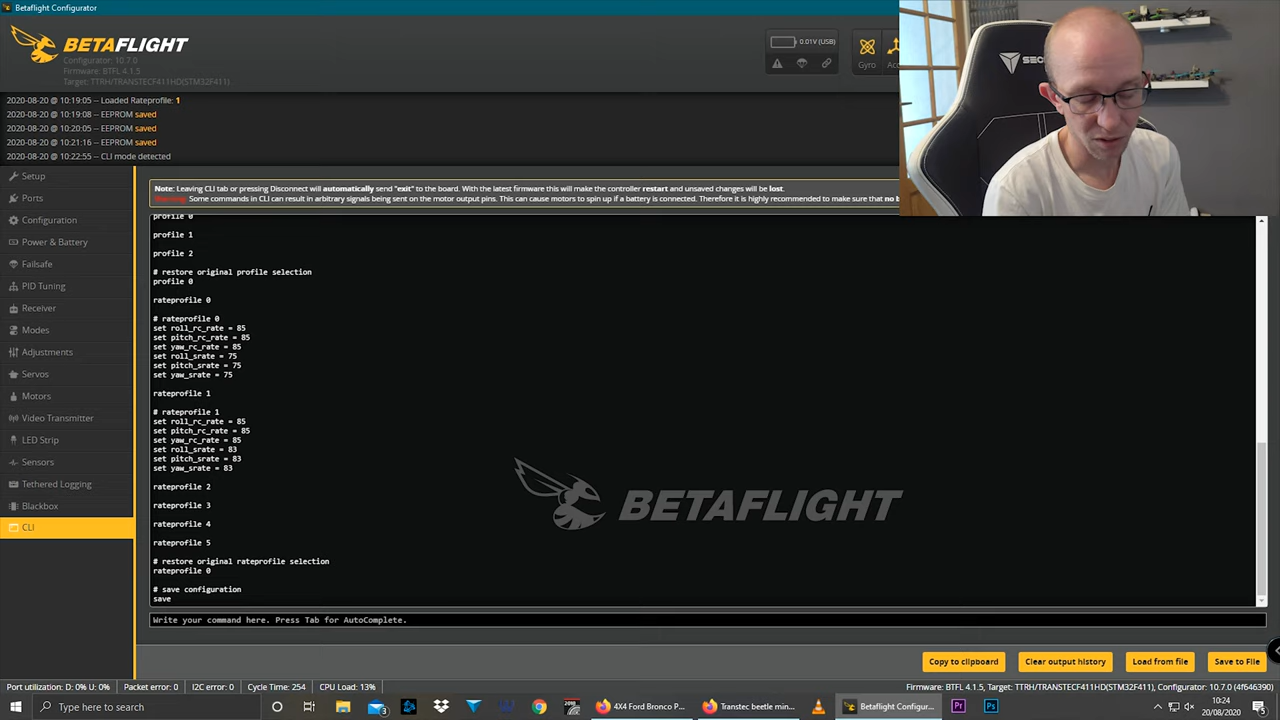 Betaflight Configurator
BETAFLIGHT
Configurator: 10.7.0
Firmware: BTFL 4.1.5
Target: TTRH/TRANSTECF411HD(STM32F411)
0.01V (USB)
Gyro
2020-08-20 @ 10:19:05 -- Loaded Rateprofile: 1
2020-08-20 @ 10:19:08 -- EEPROM saved
2020-08-20 @ 10:20:05 -- EEPROM saved
2020-08-20 @ 10:21:16 -- EEPROM saved
2020-08-20 @ 10:22:55 -- CLI mode detected
Setup
Ports
Configuration
Power & Battery
Failsafe
PID Tuning
Receiver
Modes
Adjustments
Servos
Motors
Video Transmitter
LED Strip
Sensors
Tethered Logging
Blackbox
CLI
Note: Leaving CLI tab or pressing Disconnect will automatically send "exit" to the board. With the latest firmware this will make the controller restart and unsaved changes will be lost.
Warning: Some commands in CLI can result in arbitrary signals being sent on the motor output pins. This can cause motors to spin up if a battery is connected. Therefore it is highly recommended to make sure that no b
profile 0
profile 1
profile 2
# restore original profile selection
profile 0
rateprofile 0
# rateprofile 0
set roll_rc_rate = 85
set pitch_rc_rate = 85
set yaw_rc_rate = 85
set roll_srate = 75
set pitch_srate = 75
set yaw_srate = 75
rateprofile 1
# rateprofile 1
set roll_rc_rate = 85
set pitch_rc_rate = 85
set yaw_rc_rate = 85
set roll_srate = 83
set pitch_srate = 83
set yaw_srate = 83
rateprofile 2
rateprofile 3
rateprofile 4
rateprofile 5
# restore original rateprofile selection
rateprofile 0
# save configuration
save
BETAFLIGHT
Write your command here. Press Tab for AutoComplete.
Copy to clipboard
Clear output history
Load from file
Save to File
Port utilization: D: 0% U: 0%
Packet error: 0
I2C error: 0
Cycle Time: 254
CPU Load: 13%
Firmware: BTFL 4.1.5, Target: TTRH/TRANSTECF411HD(STM32F411), Configurator: 10.7.0 (4f646390)
Type here to search
3
4X4 Ford Bronco P...
Transtec beetle min...
Betaflight Configur...
Pr
Ps
10:24
20/08/2020
5